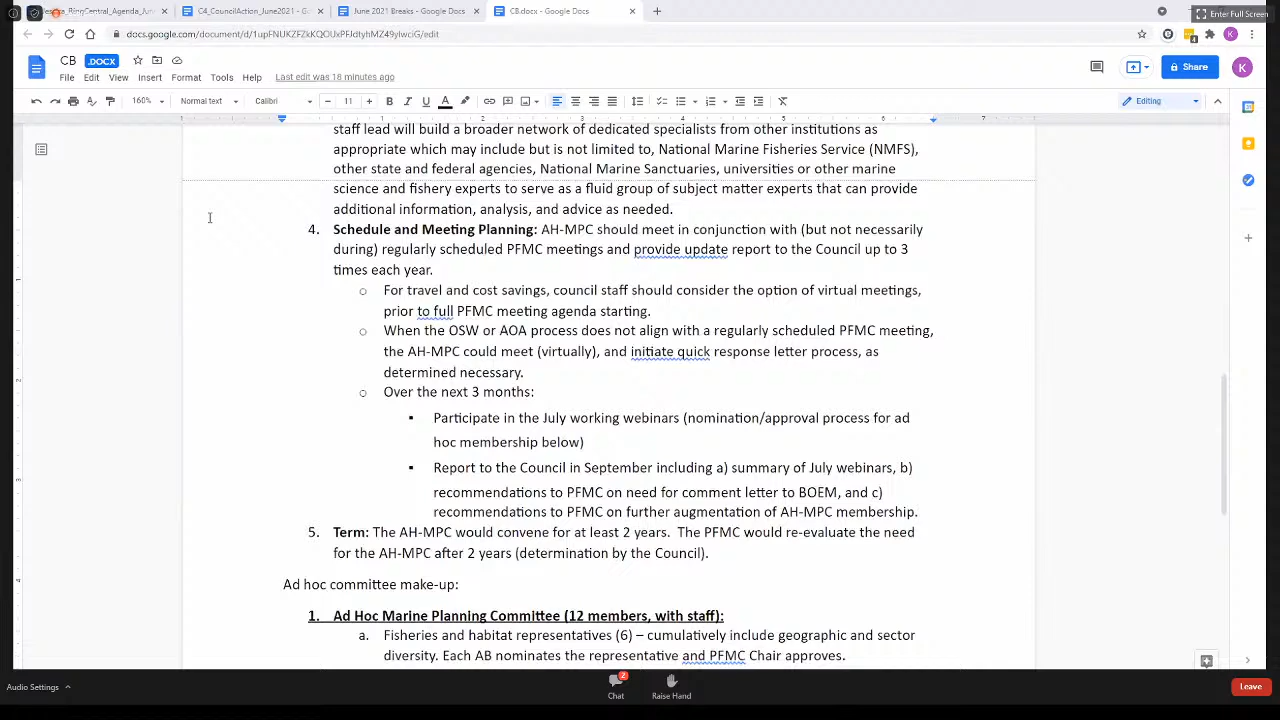 Enter Full Screen
RingCentral_Agenda_June
C4_CouncilAction_June2021 - Go
June 2021 Breaks - Google Docs
CB.docx - Google Docs
docs.google.com/document/d/1upFNUKZFZkKQOUxPFJdtyhMZ49yIwciG/edit
CB .DOCX
File Edit View Insert Format Tools Help Last edit was 18 minutes ago
Share
K
160% Normal text Calibri 11 Editing
staff lead will build a broader network of dedicated specialists from other institutions as
appropriate which may include but is not limited to, National Marine Fisheries Service (NMFS),
other state and federal agencies, National Marine Sanctuaries, universities or other marine
science and fishery experts to serve as a fluid group of subject matter experts that can provide
additional information, analysis, and advice as needed.
4. Schedule and Meeting Planning: AH-MPC should meet in conjunction with (but not necessarily
during) regularly scheduled PFMC meetings and provide update report to the Council up to 3
times each year.
o For travel and cost savings, council staff should consider the option of virtual meetings,
prior to full PFMC meeting agenda starting.
o When the OSW or AOA process does not align with a regularly scheduled PFMC meeting,
the AH-MPC could meet (virtually), and initiate quick response letter process, as
determined necessary.
o Over the next 3 months:
▪ Participate in the July working webinars (nomination/approval process for ad
hoc membership below)
▪ Report to the Council in September including a) summary of July webinars, b)
recommendations to PFMC on need for comment letter to BOEM, and c)
recommendations to PFMC on further augmentation of AH-MPC membership.
5. Term: The AH-MPC would convene for at least 2 years. The PFMC would re-evaluate the need
for the AH-MPC after 2 years (determination by the Council).
Ad hoc committee make-up:
1. Ad Hoc Marine Planning Committee (12 members, with staff):
a. Fisheries and habitat representatives (6) – cumulatively include geographic and sector
diversity. Each AB nominates the representative and PFMC Chair approves.
Audio Settings
2
Chat
Raise Hand
Leave